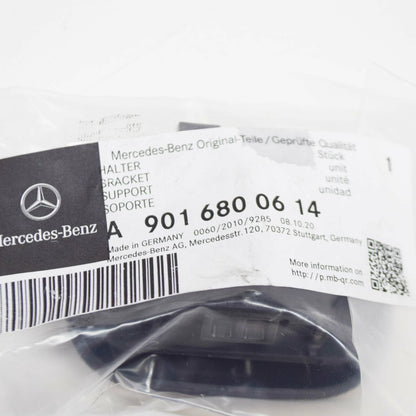 Mercedes-Benz Original-Teile / Geprüfte Qualität
HALTER Stück 1
BRACKET unit
SUPPORT unité
SOPORTE unidad
A 901 680 06 14
Made in GERMANY 0060/2010/9285 08.10.20
Mercedes-Benz AG, Mercedesstr.120, 70372 Stuttgart, Germany
Mercedes-Benz
More information on
http://p.mb-qr.com